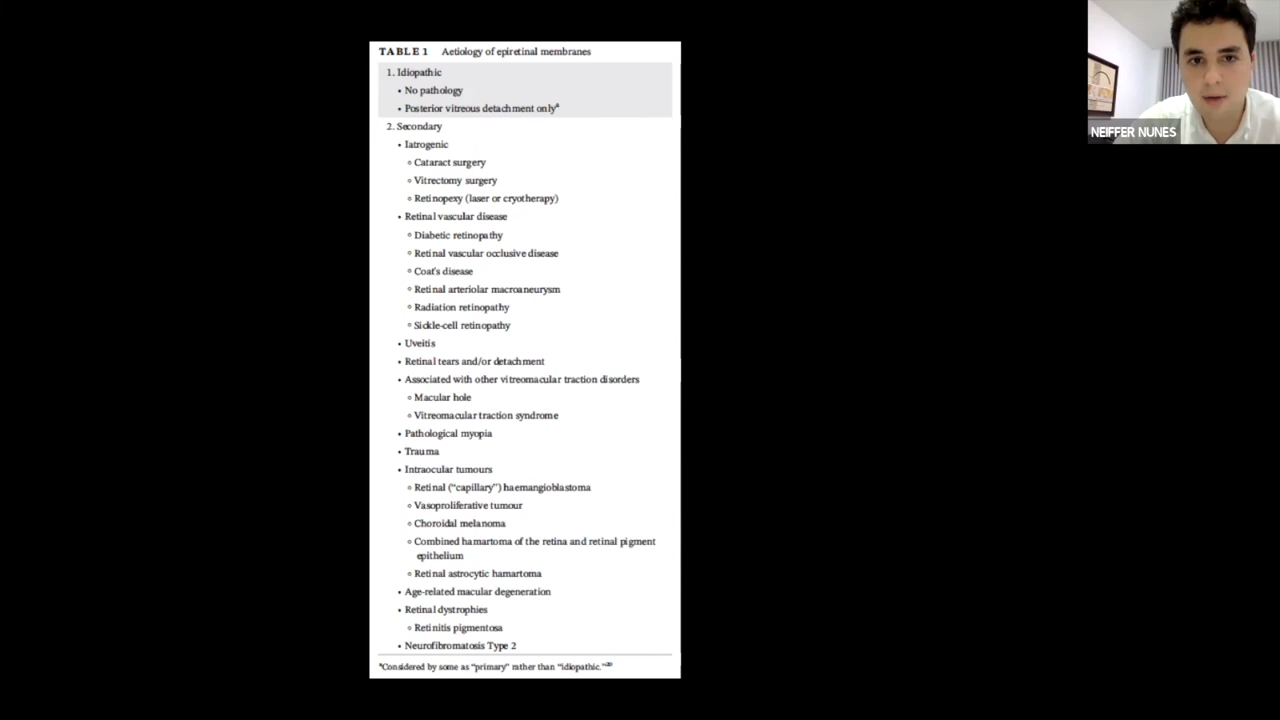 TABLE 1 Aetiology of epiretinal membranes
1. Idiopathic
• No pathology
• Posterior vitreous detachment onlyᵃ
2. Secondary
• Iatrogenic
◦ Cataract surgery
◦ Vitrectomy surgery
◦ Retinopexy (laser or cryotherapy)
• Retinal vascular disease
◦ Diabetic retinopathy
◦ Retinal vascular occlusive disease
◦ Coat's disease
◦ Retinal arteriolar macroaneurysm
◦ Radiation retinopathy
◦ Sickle-cell retinopathy
• Uveitis
• Retinal tears and/or detachment
• Associated with other vitreomacular traction disorders
◦ Macular hole
◦ Vitreomacular traction syndrome
• Pathological myopia
• Trauma
• Intraocular tumours
◦ Retinal ("capillary") haemangioblastoma
◦ Vasoproliferative tumour
◦ Choroidal melanoma
◦ Combined hamartoma of the retina and retinal pigment
epithelium
◦ Retinal astrocytic hamartoma
• Age-related macular degeneration
• Retinal dystrophies
◦ Retinitis pigmentosa
• Neurofibromatosis Type 2
ᵃConsidered by some as "primary" rather than "idiopathic."
NEIFFER NUNES